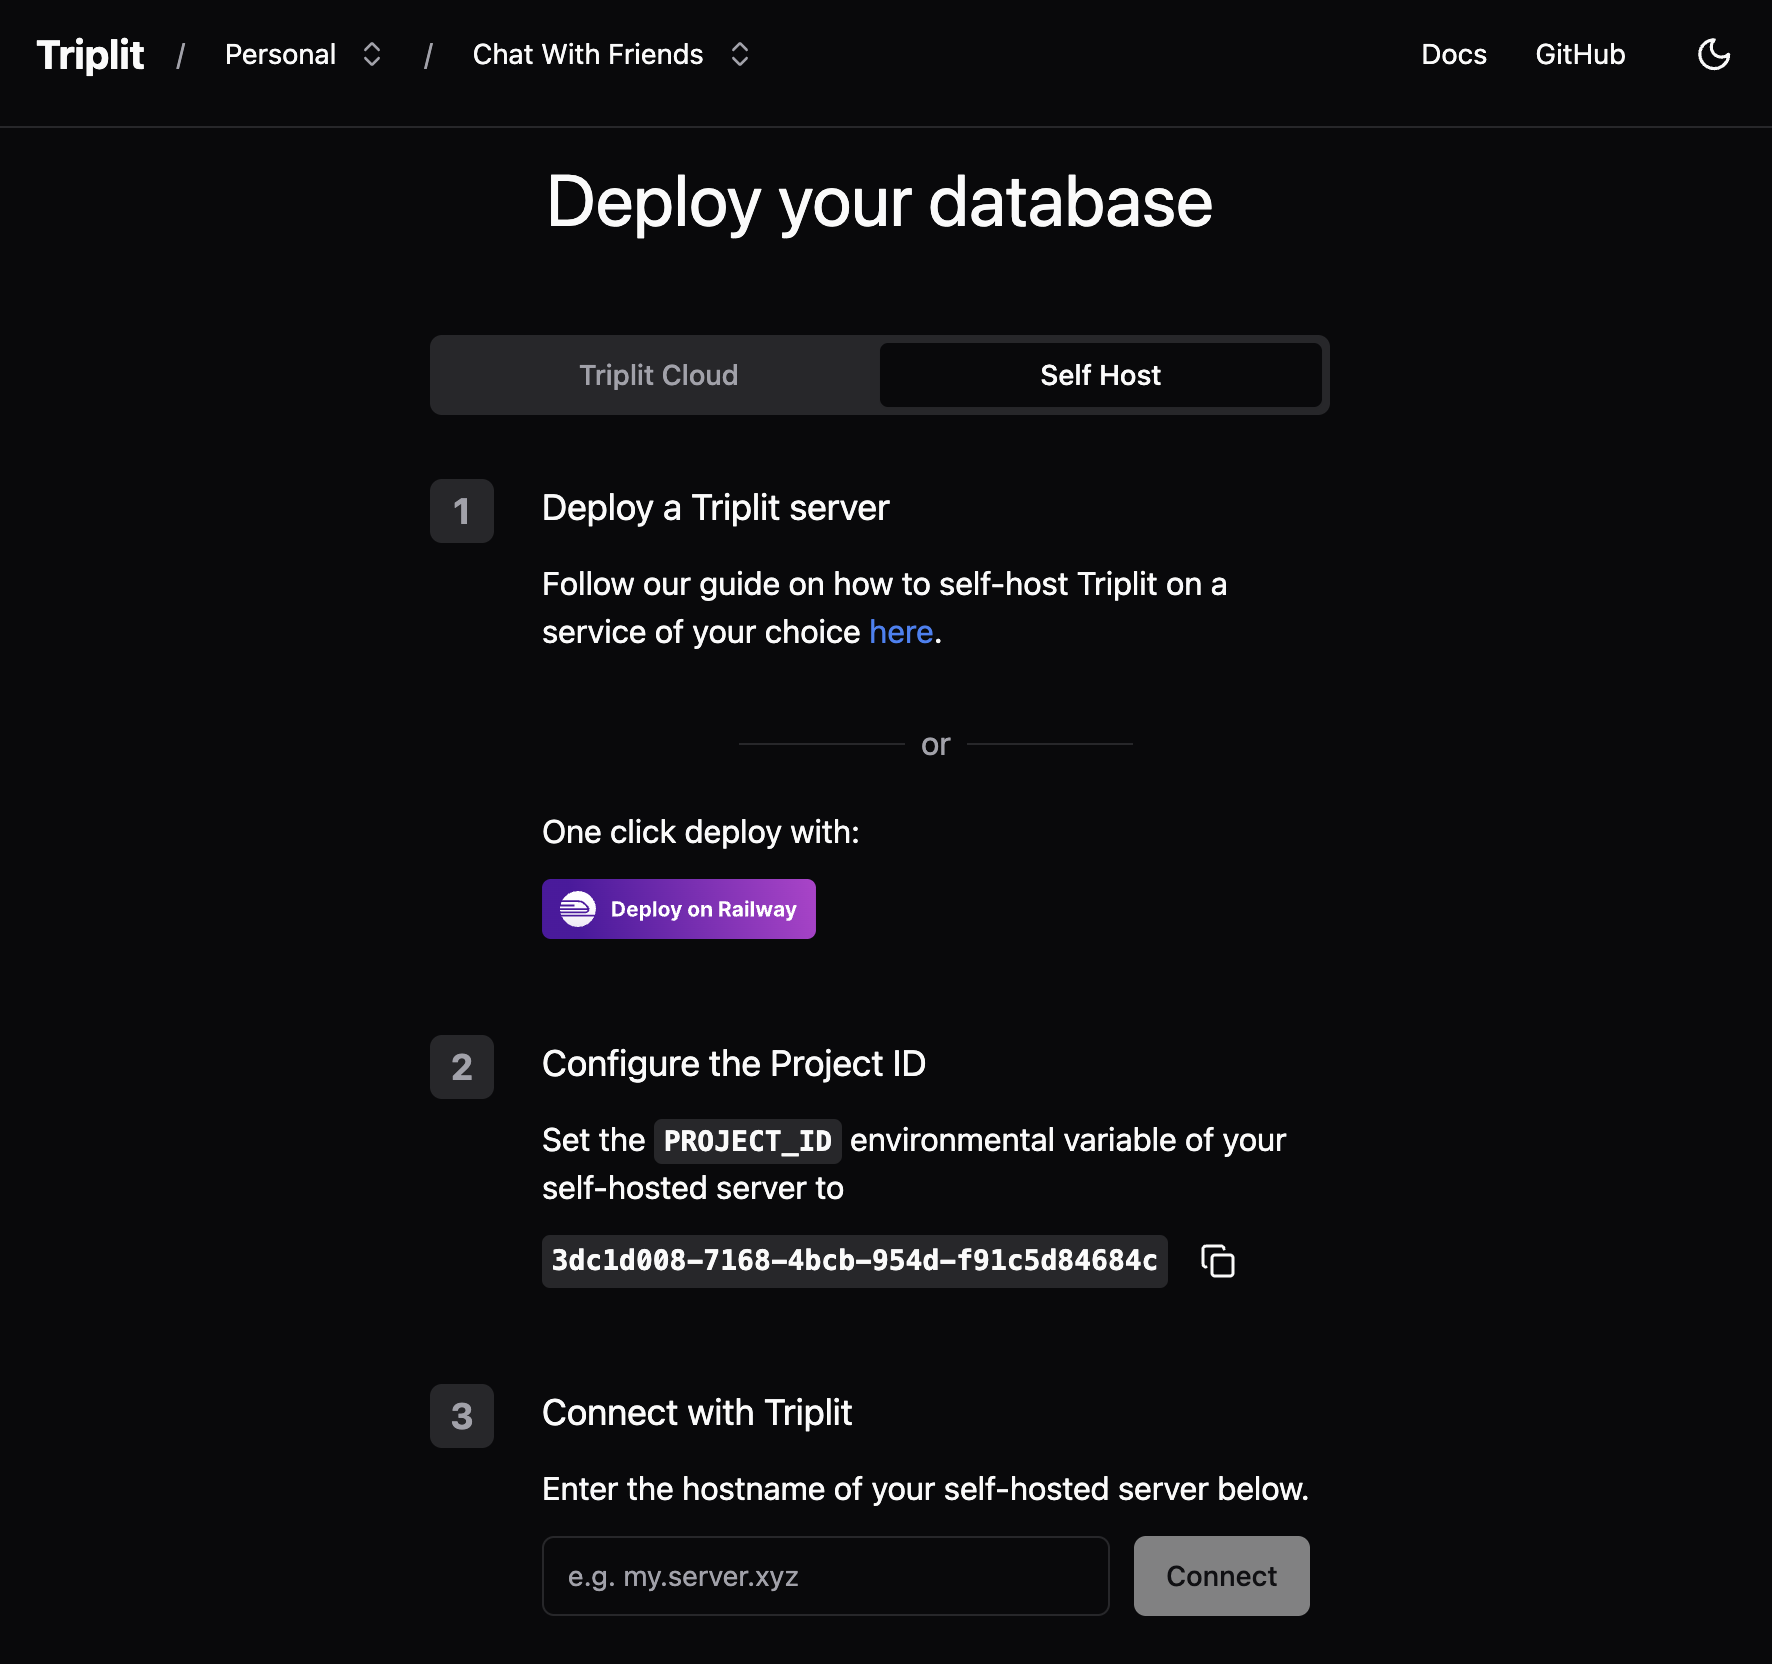 Triplit / Personal / Chat With Friends Docs GitHub
Deploy your database
Triplit Cloud Self Host
1 Deploy a Triplit server
Follow our guide on how to self-host Triplit on a
service of your choice here.
or
One click deploy with:
Deploy on Railway
2 Configure the Project ID
Set the PROJECT_ID environmental variable of your
self-hosted server to
3dc1d008-7168-4bcb-954d-f91c5d84684c
3 Connect with Triplit
Enter the hostname of your self-hosted server below.
e.g. my.server.xyz Connect